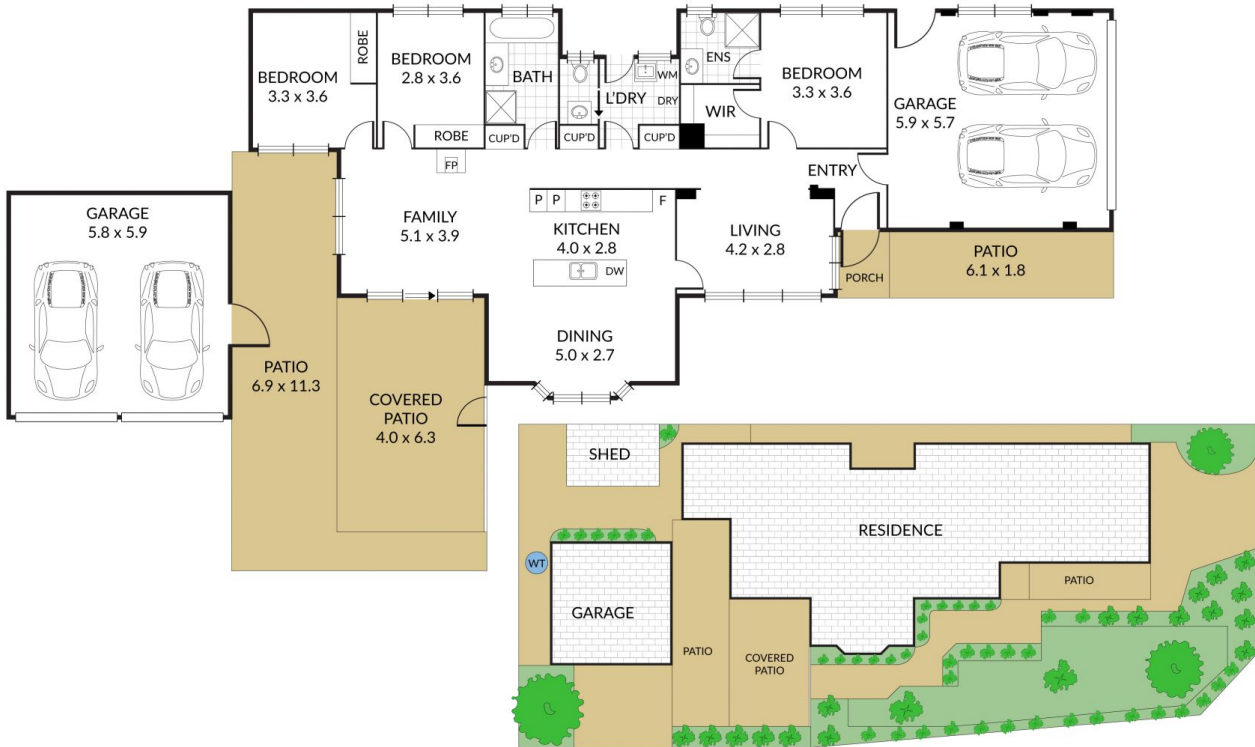 BEDROOM
3.3 x 3.6
ROBE
BEDROOM
2.8 x 3.6
ROBE
BATH
CUP'D
CUP'D
L'DRY
WM
DRY
CUP'D
ENS
WIR
BEDROOM
3.3 x 3.6
GARAGE
5.9 x 5.7
ENTRY
FP
FAMILY
5.1 x 3.9
P P
F
KITCHEN
4.0 x 2.8
DW
LIVING
4.2 x 2.8
PORCH
PATIO
6.1 x 1.8
GARAGE
5.8 x 5.9
PATIO
6.9 x 11.3
COVERED
PATIO
4.0 x 6.3
DINING
5.0 x 2.7
SHED
RESIDENCE
WT
GARAGE
PATIO
PATIO
COVERED
PATIO